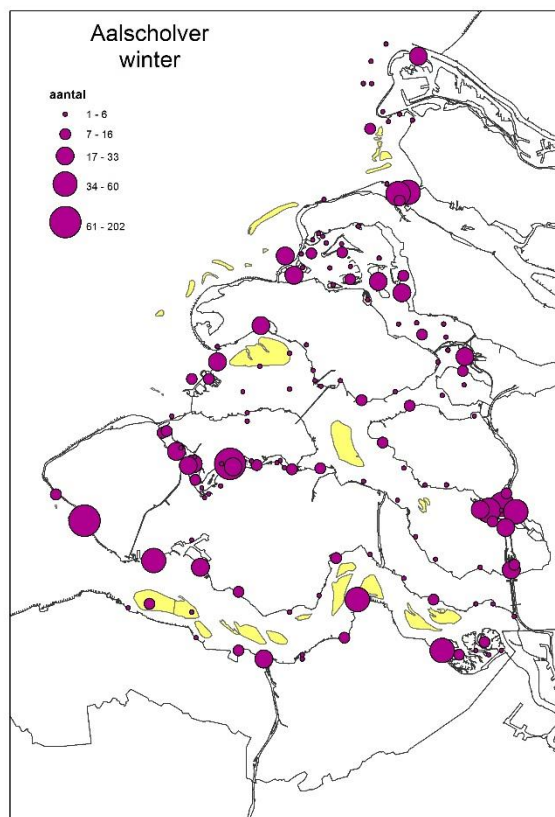 Aalscholver
winter
aantal
1 - 6
7 - 16
17 - 33
34 - 60
61 - 202